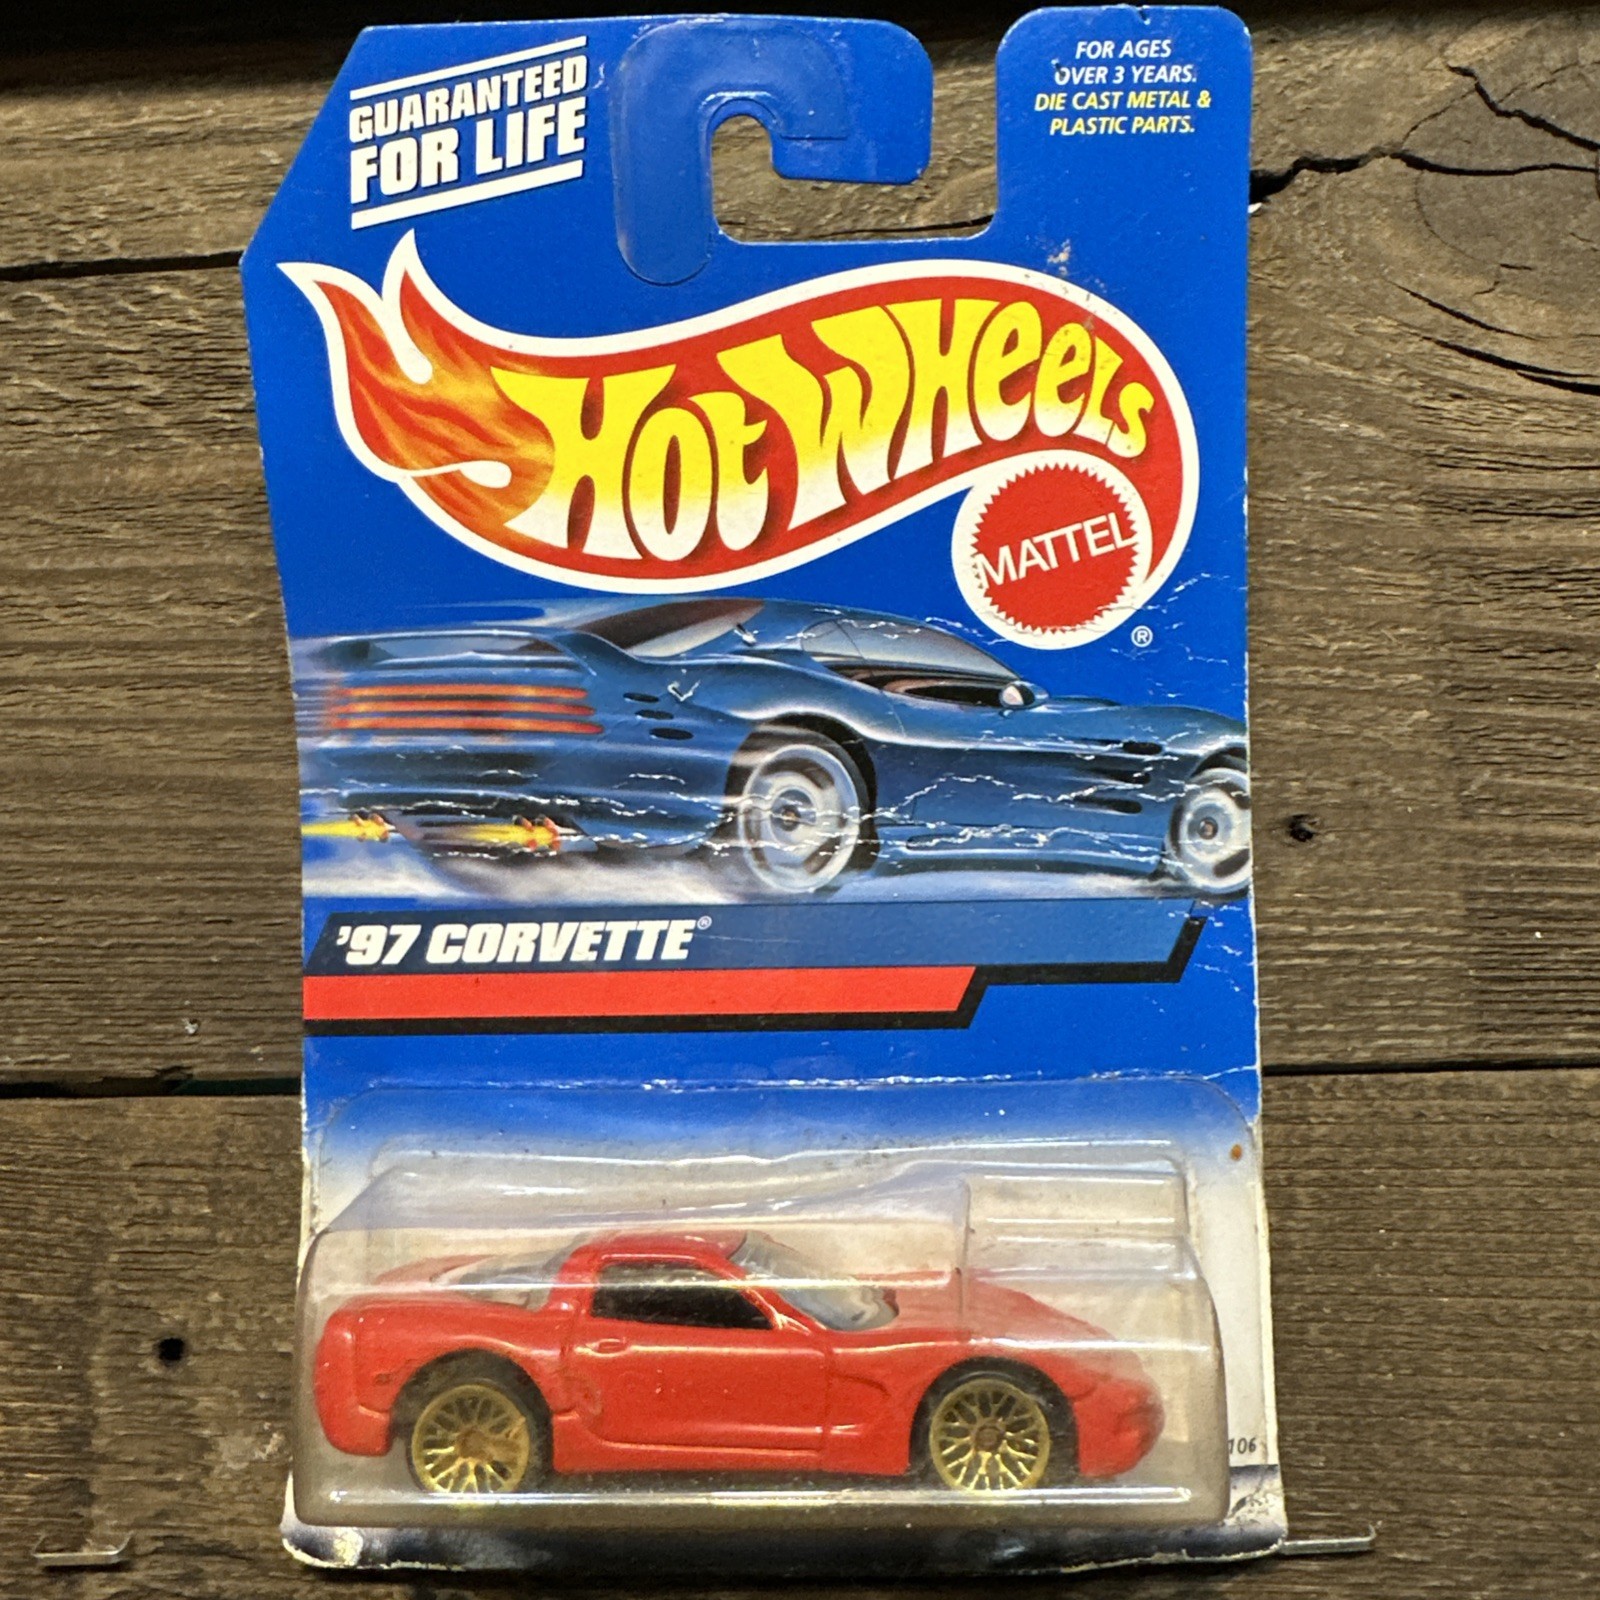 GUARANTEED
FOR LIFE
FOR AGES
OVER 3 YEARS.
DIE CAST METAL &
PLASTIC PARTS.
HOT WHEELS
MATTEL
®
'97 CORVETTE®
106